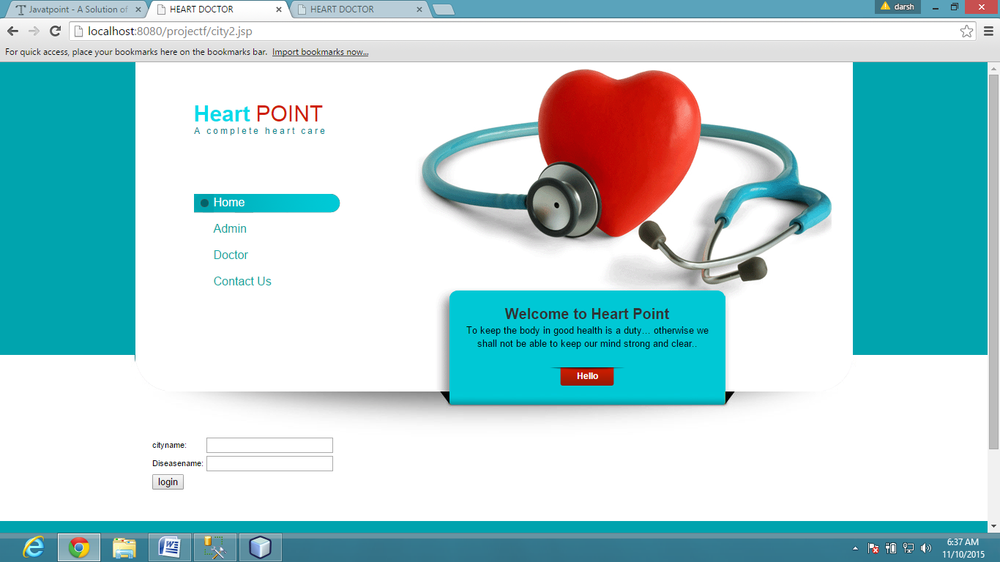 Javatpoint - A Solution of
HEART DOCTOR
HEART DOCTOR
darsh
localhost:8080/projectf/city2.jsp
For quick access, place your bookmarks here on the bookmarks bar. Import bookmarks now...
Heart POINT
A complete heart care
Home
Admin
Doctor
Contact Us
Welcome to Heart Point
To keep the body in good health is a duty... otherwise we
shall not be able to keep our mind strong and clear..
Hello
cityname:
Diseasename:
login
6:37 AM
11/10/2015